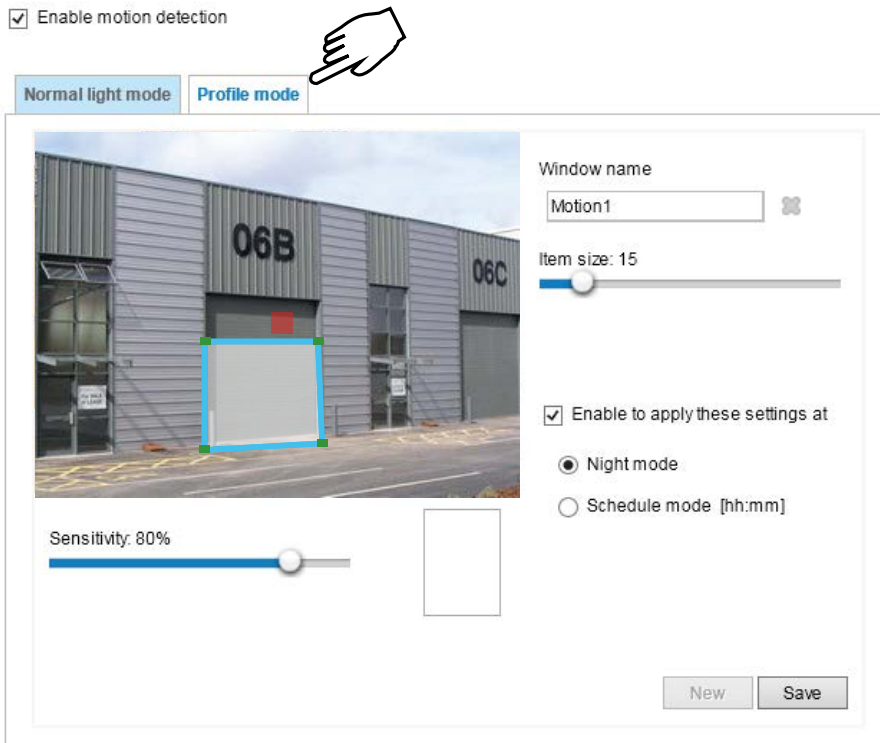 Enable motion detection
Normal light mode
Profile mode
Window name
Motion1
Item size: 15
06B
06C
Enable to apply these settings at
Night mode
Schedule mode [hh:mm]
Sensitivity: 80%
New
Save